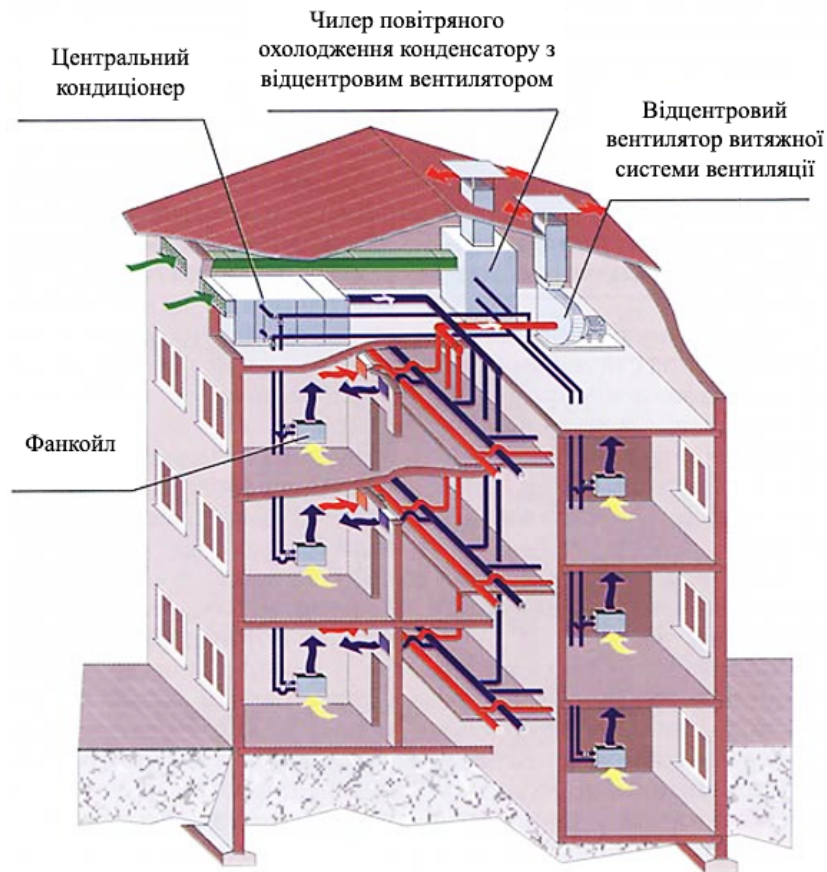 Центральний
кондиціонер
Чилер повітряного
охолодження конденсатору з
відцентровим вентилятором
Відцентровий
вентилятор витяжної
системи вентиляції
Фанкойл